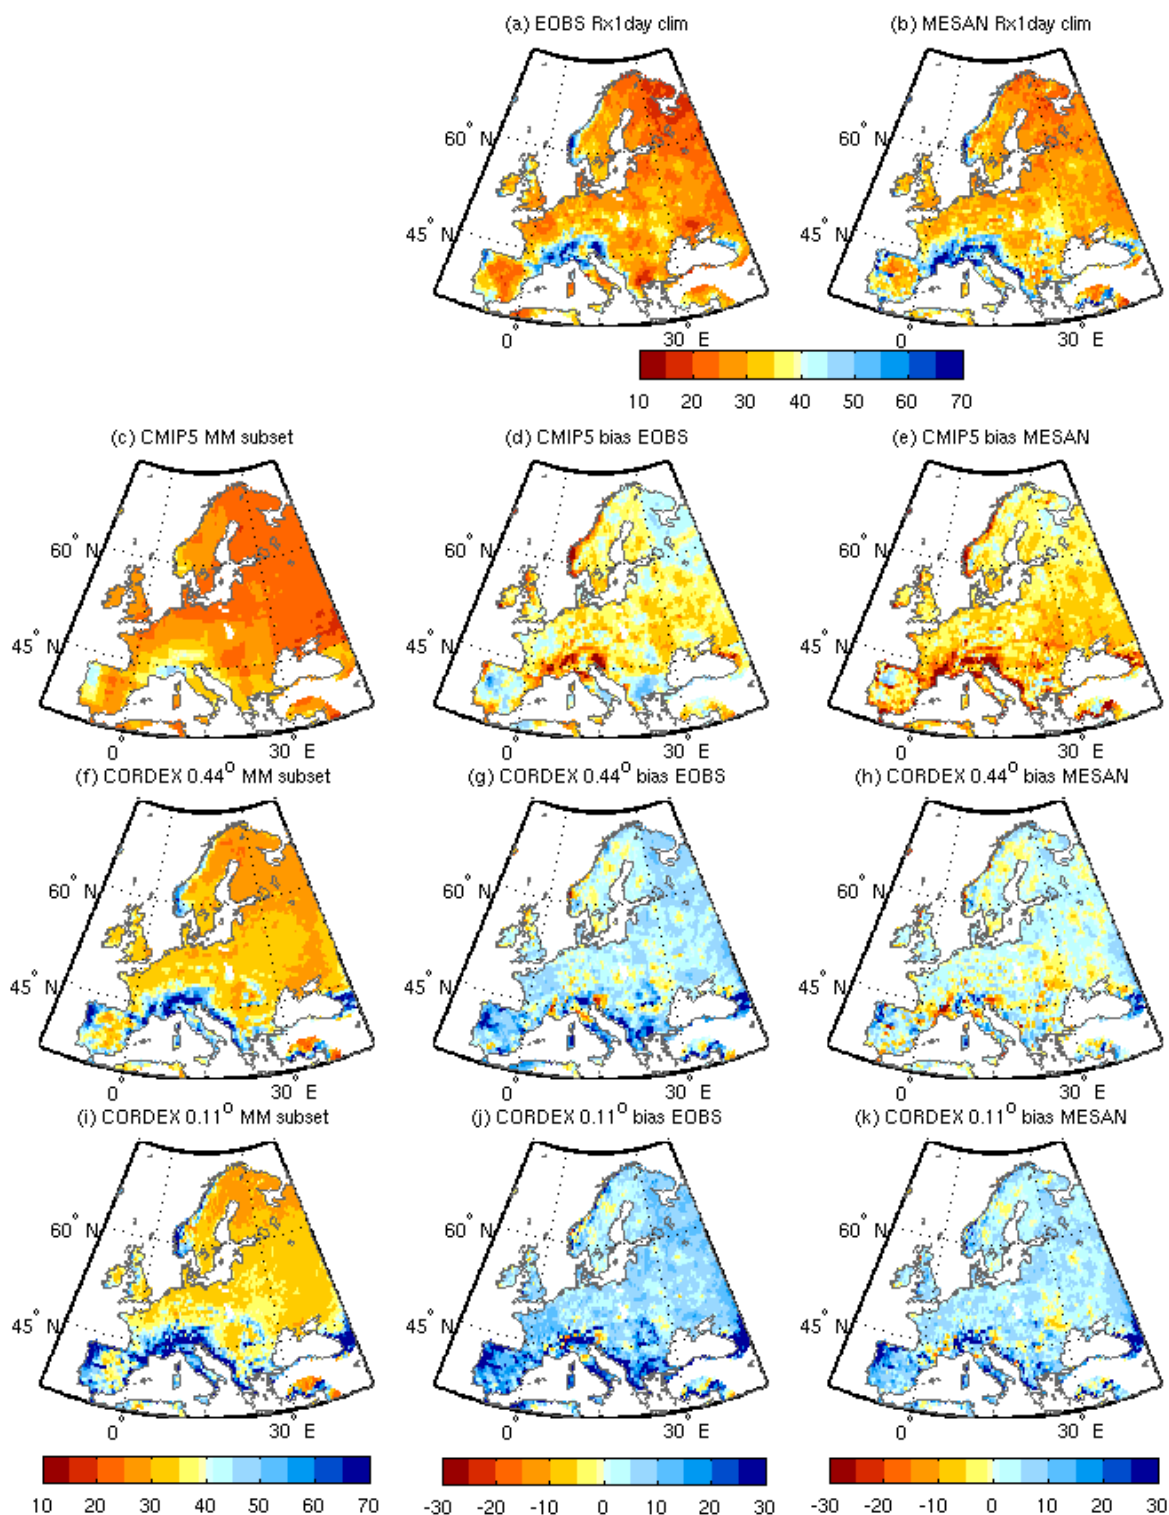 (a) EOBS Rx1day clim (b) MESAN Rx1day clim
60° N 60° N
45° N 45° N
0° 30° E 0° 30° E
10 20 30 40 50 60 70
(c) CMIP5 MM subset (d) CMIP5 bias EOBS (e) CMIP5 bias MESAN
60° N 60° N 60° N
45° N 45° N 45° N
0° 30° E 0° 30° E 0° 30° E
(f) CORDEX 0.44° MM subset (g) CORDEX 0.44° bias EOBS (h) CORDEX 0.44° bias MESAN
60° N 60° N 60° N
45° N 45° N 45° N
0° 30° E 0° 30° E 0° 30° E
(i) CORDEX 0.11° MM subset (j) CORDEX 0.11° bias EOBS (k) CORDEX 0.11° bias MESAN
60° N 60° N 60° N
45° N 45° N 45° N
0° 30° E 0° 30° E 0° 30° E
10 20 30 40 50 60 70 -30 -20 -10 0 10 20 30 -30 -20 -10 0 10 20 30